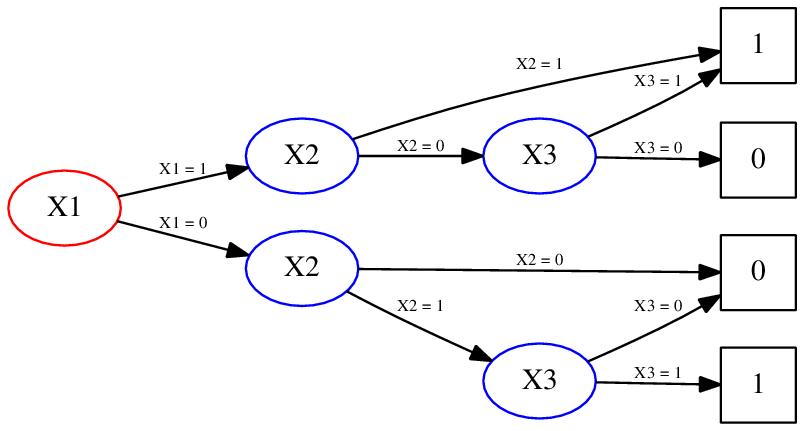 1
X2 = 1
X3 = 1
X2
X2 = 0
X3
X3 = 0
0
X1 = 1
X1
X1 = 0
X2
X2 = 0
0
X2 = 1
X3 = 0
X3
X3 = 1
1